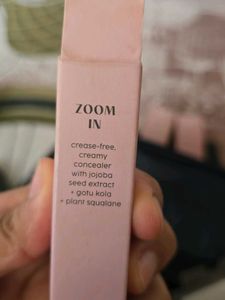 ZOOM
IN
crease-free,
creamy
concealer
with jojoba
seed extract
+ gotu kola
+ plant squalane